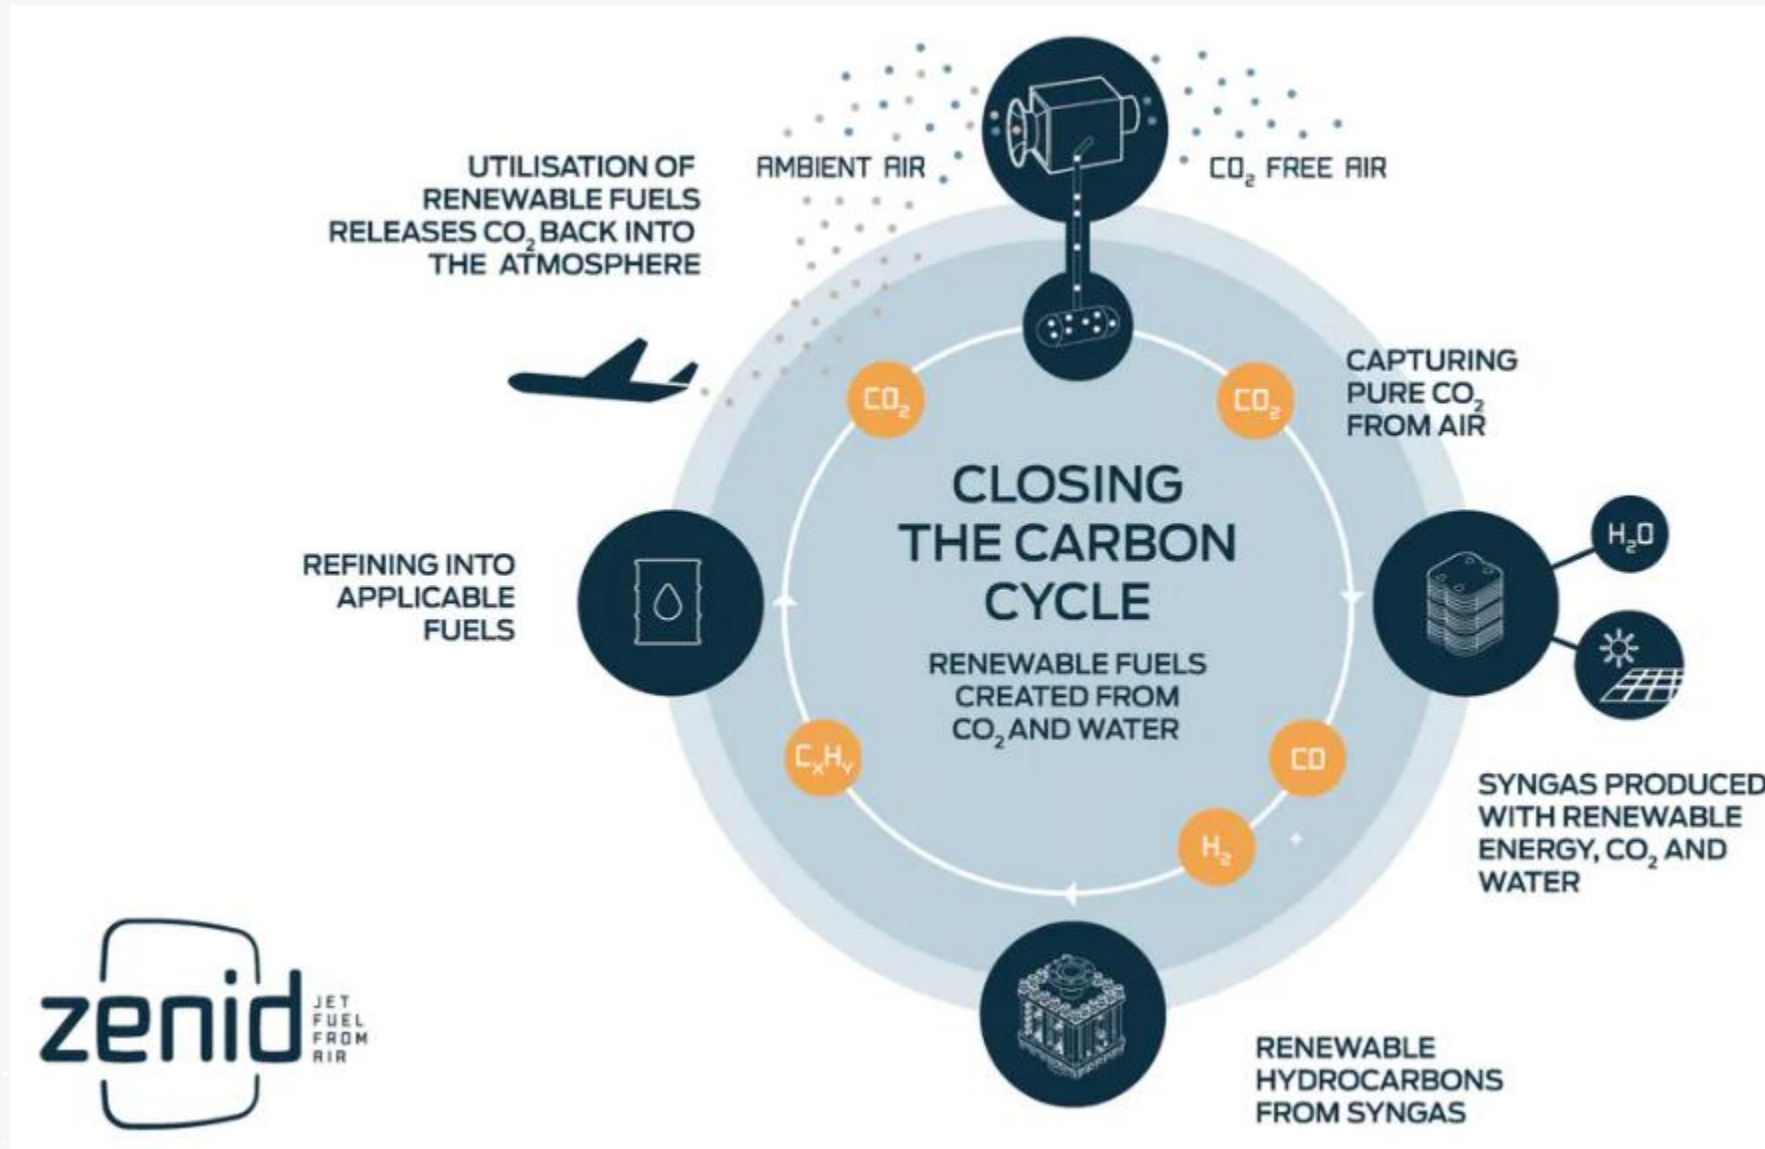 UTILISATION OF
RENEWABLE FUELS
RELEASES CO₂ BACK INTO
THE ATMOSPHERE
AMBIENT AIR
CO₂ FREE AIR
CO₂
CO₂
CAPTURING
PURE CO₂
FROM AIR
CLOSING
THE CARBON
CYCLE
RENEWABLE FUELS
CREATED FROM
CO₂ AND WATER
H₂O
REFINING INTO
APPLICABLE
FUELS
CₓHᵧ
CO
+
H₂
SYNGAS PRODUCED
WITH RENEWABLE
ENERGY, CO₂ AND
WATER
RENEWABLE
HYDROCARBONS
FROM SYNGAS
zenid
JET
FUEL
FROM
AIR